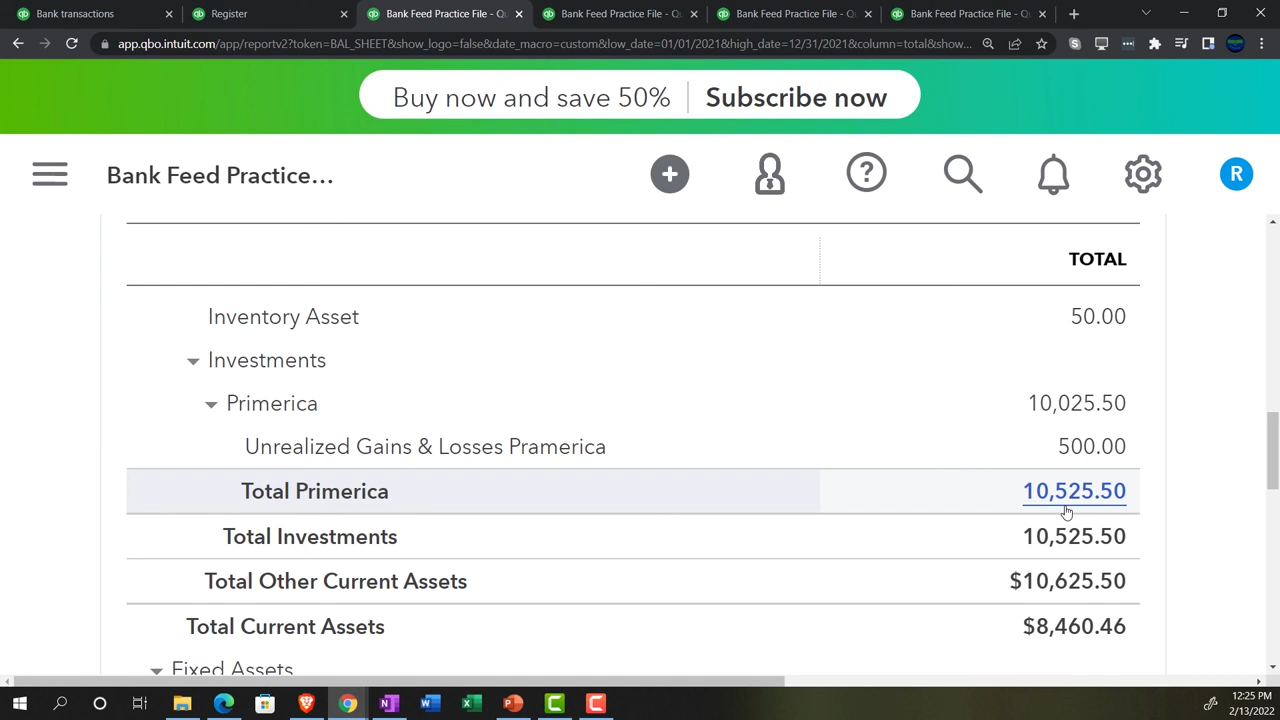 Bank transactions
Register
Bank Feed Practice File - Q
Bank Feed Practice File - Q
Bank Feed Practice File - Q
Bank Feed Practice File - Q
app.qbo.intuit.com/app/reportv2?token=BAL_SHEET&show_logo=false&date_macro=custom&low_date=01/01/2021&high_date=12/31/2021&column=total&show...
Buy now and save 50% Subscribe now
Bank Feed Practice...
R
TOTAL
Inventory Asset 50.00
Investments
Primerica 10,025.50
Unrealized Gains & Losses Pramerica 500.00
Total Primerica 10,525.50
Total Investments 10,525.50
Total Other Current Assets $10,625.50
Total Current Assets $8,460.46
Fixed Assets
12:25 PM
2/13/2022